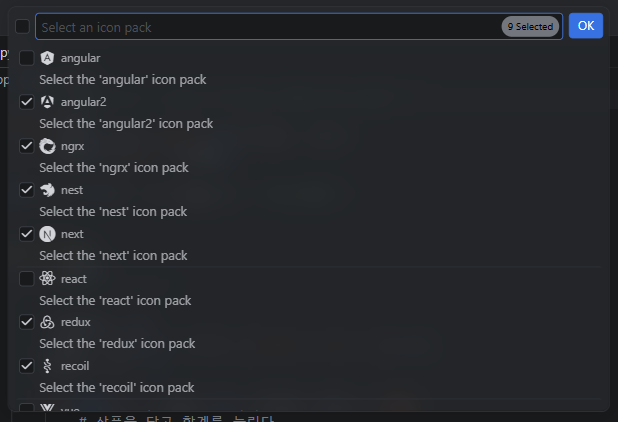 Select an icon pack
9 Selected
OK
angular
Select the 'angular' icon pack
angular2
Select the 'angular2' icon pack
ngrx
Select the 'ngrx' icon pack
nest
Select the 'nest' icon pack
next
Select the 'next' icon pack
react
Select the 'react' icon pack
redux
Select the 'redux' icon pack
recoil
Select the 'recoil' icon pack